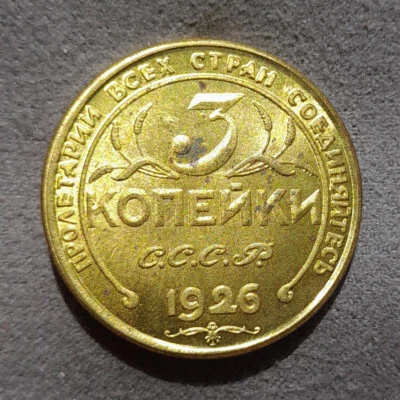 ПРОЛЕТАРИИ ВСЕХ СТРАН СОЕДИНЯЙТЕСЬ
3
КОПЕЙКИ
С.С.С.Р.
1926